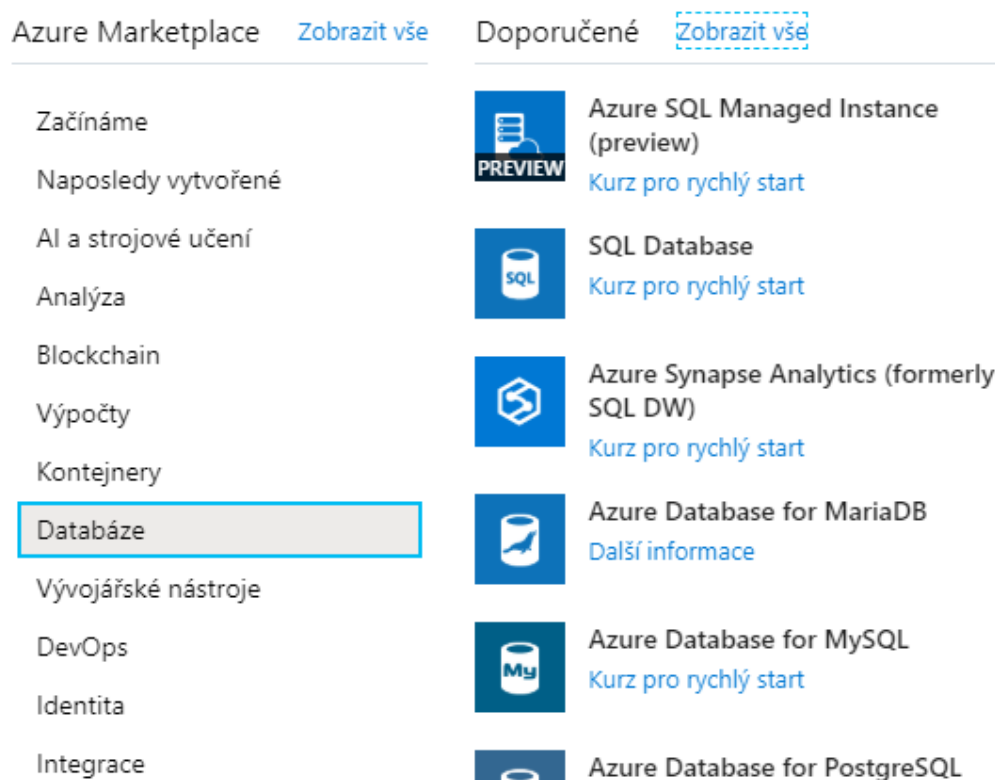 Azure Marketplace Zobrazit vše
Začínáme
Naposledy vytvořené
AI a strojové učení
Analýza
Blockchain
Výpočty
Kontejnery
Databáze
Vývojářské nástroje
DevOps
Identita
Integrace
Doporučené Zobrazit vše
PREVIEW
Azure SQL Managed Instance
(preview)
Kurz pro rychlý start
SQL
SQL Database
Kurz pro rychlý start
Azure Synapse Analytics (formerly
SQL DW)
Kurz pro rychlý start
Azure Database for MariaDB
Další informace
My
Azure Database for MySQL
Kurz pro rychlý start
Azure Database for PostgreSQL